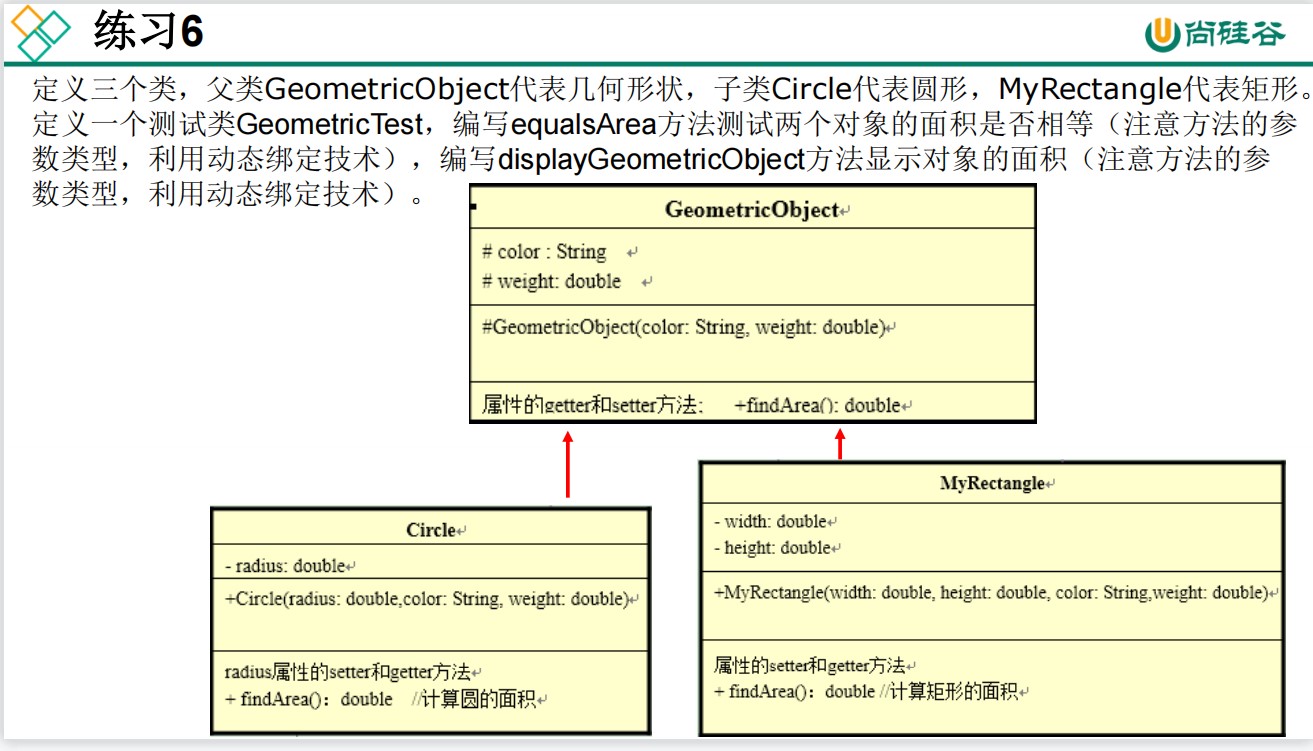 练习6
尚硅谷
定义三个类，父类GeometricObject代表几何形状，子类Circle代表圆形，MyRectangle代表矩形。
定义一个测试类GeometricTest，编写equalsArea方法测试两个对象的面积是否相等（注意方法的参
数类型，利用动态绑定技术），编写displayGeometricObject方法显示对象的面积（注意方法的参
数类型，利用动态绑定技术）。
GeometricObject↵
# color : String ↵
# weight: double ↵
#GeometricObject(color: String, weight: double)↵
属性的getter和setter方法; +findArea(): double↵
Circle↵
- radius: double↵
+Circle(radius: double,color: String, weight: double)↵
radius属性的setter和getter方法↵
+ findArea()：double //计算圆的面积↵
MyRectangle↵
- width: double↵
- height: double↵
+MyRectangle(width: double, height: double, color: String,weight: double)↵
属性的setter和getter方法↵
+ findArea()：double //计算矩形的面积↵